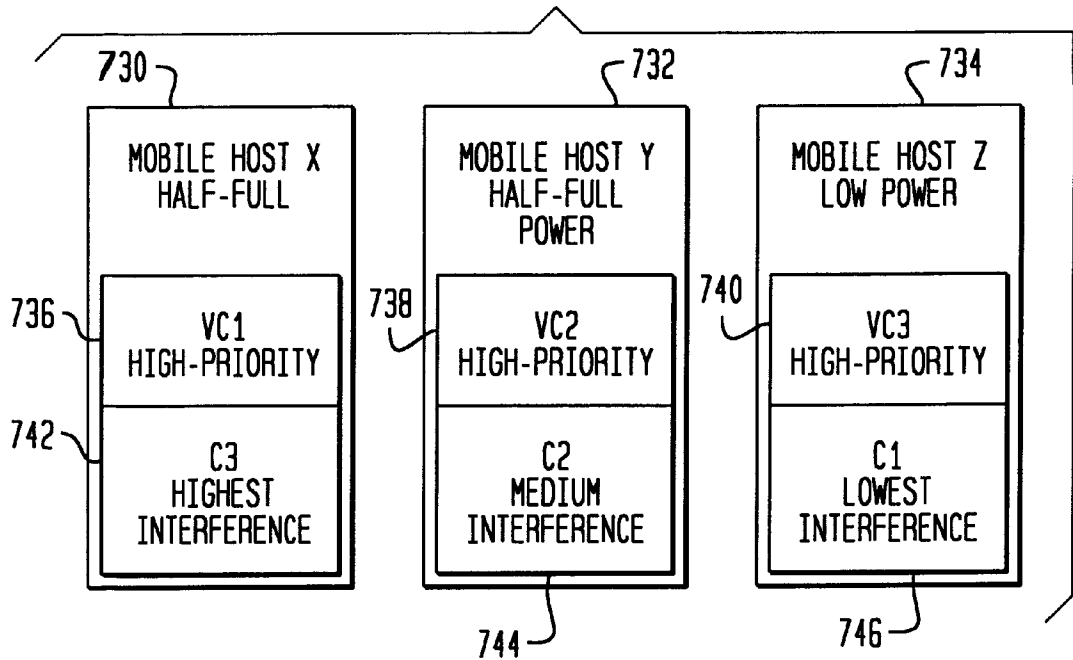 730
732
734
MOBILE HOST X
HALF-FULL
MOBILE HOST Y
HALF-FULL
POWER
MOBILE HOST Z
LOW POWER
736
VC1
HIGH-PRIORITY
738
VC2
HIGH-PRIORITY
740
VC3
HIGH-PRIORITY
742
C3
HIGHEST
INTERFERENCE
C2
MEDIUM
INTERFERENCE
C1
LOWEST
INTERFERENCE
744
746